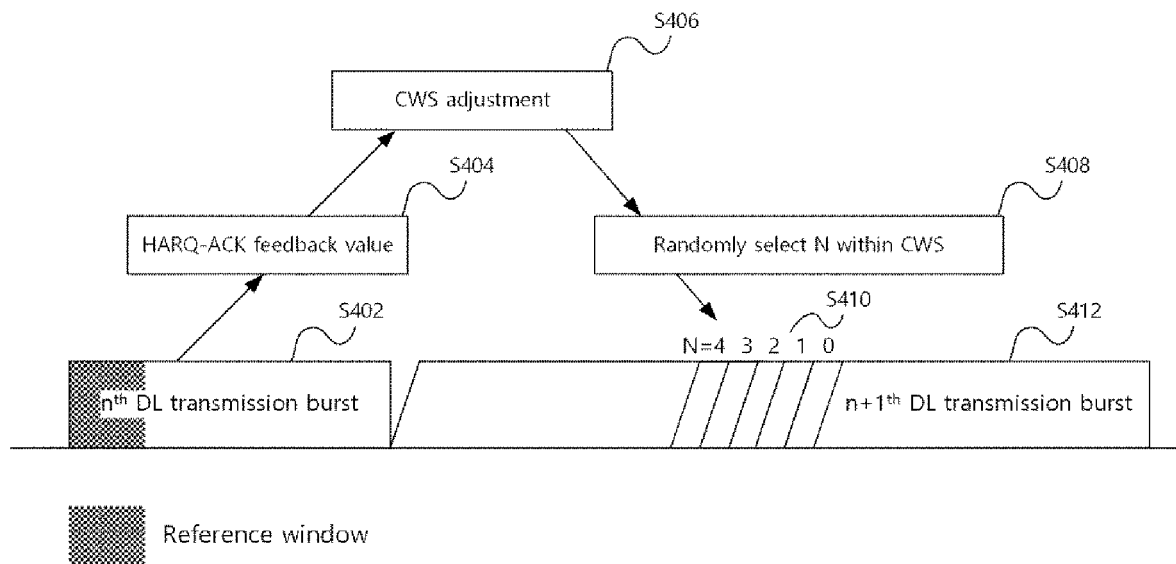 S406
CWS adjustment
S404
S408
HARQ-ACK feedback value
Randomly select N within CWS
S402
S410
S412
N=4 3 2 1 0
nth DL transmission burst
n+1th DL transmission burst
Reference window